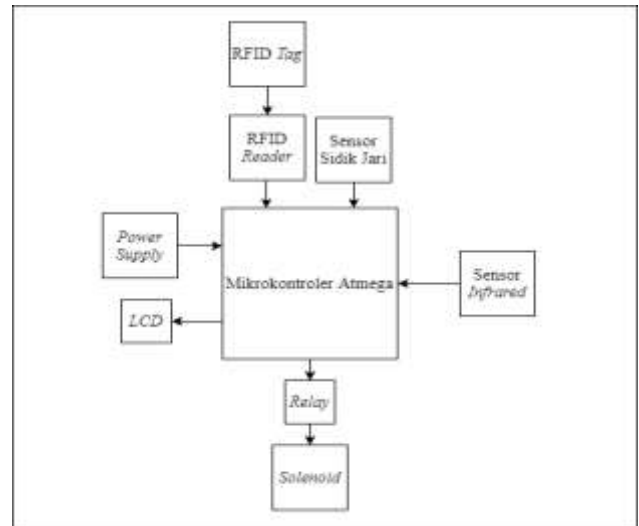 RFID Tag
RFID
Reader
Sensor
Sidik Jari
Power
Supply
Mikrokontroler Atmega
Sensor
Infrared
LCD
Relay
Solenoid